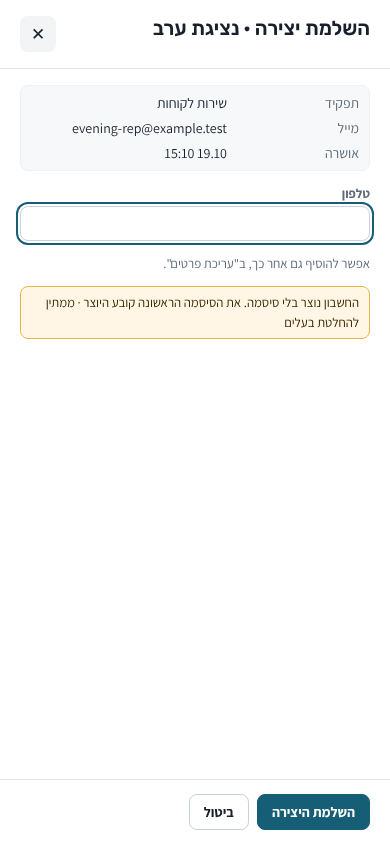 השלמת יצירה • נציגת ערב
✕
תפקיד שירות לקוחות
מייל evening-rep@example.test
אושרה 19.10 15:10
טלפון
אפשר להוסיף גם אחר כך, ב"עריכת פרטים".
החשבון נוצר בלי סיסמה. את הסיסמה הראשונה קובע היוצר · ממתין
להחלטת בעלים
השלמת היצירה ביטול